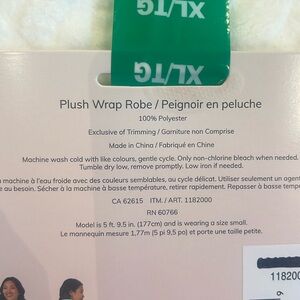 XL/TG
XL/TG
Plush Wrap Robe / Peignoir en peluche
100% Polyester
Exclusive of Trimming / Garniture non Comprise
Made in China / Fabriqué en Chine
Machine wash cold with like colours, gentle cycle. Only non-chlorine bleach when needed.
Tumble dry low, remove promptly. Low iron if needed.
machine à l'eau froide avec des couleurs semblables, au cycle délicat. Utiliser seulement un agent
au besoin. Sécher à la machine à basse température, retirer rapidement. Repasser à basse temp
CA 62615 ITM./ ART. 1182000
RN 60766
Model is 5 ft. 9.5 in. (177cm) and is wearing a size small.
Le mannequin mesure 1,77m (5 pi 9,5 po) et porte une taille petite.
118200